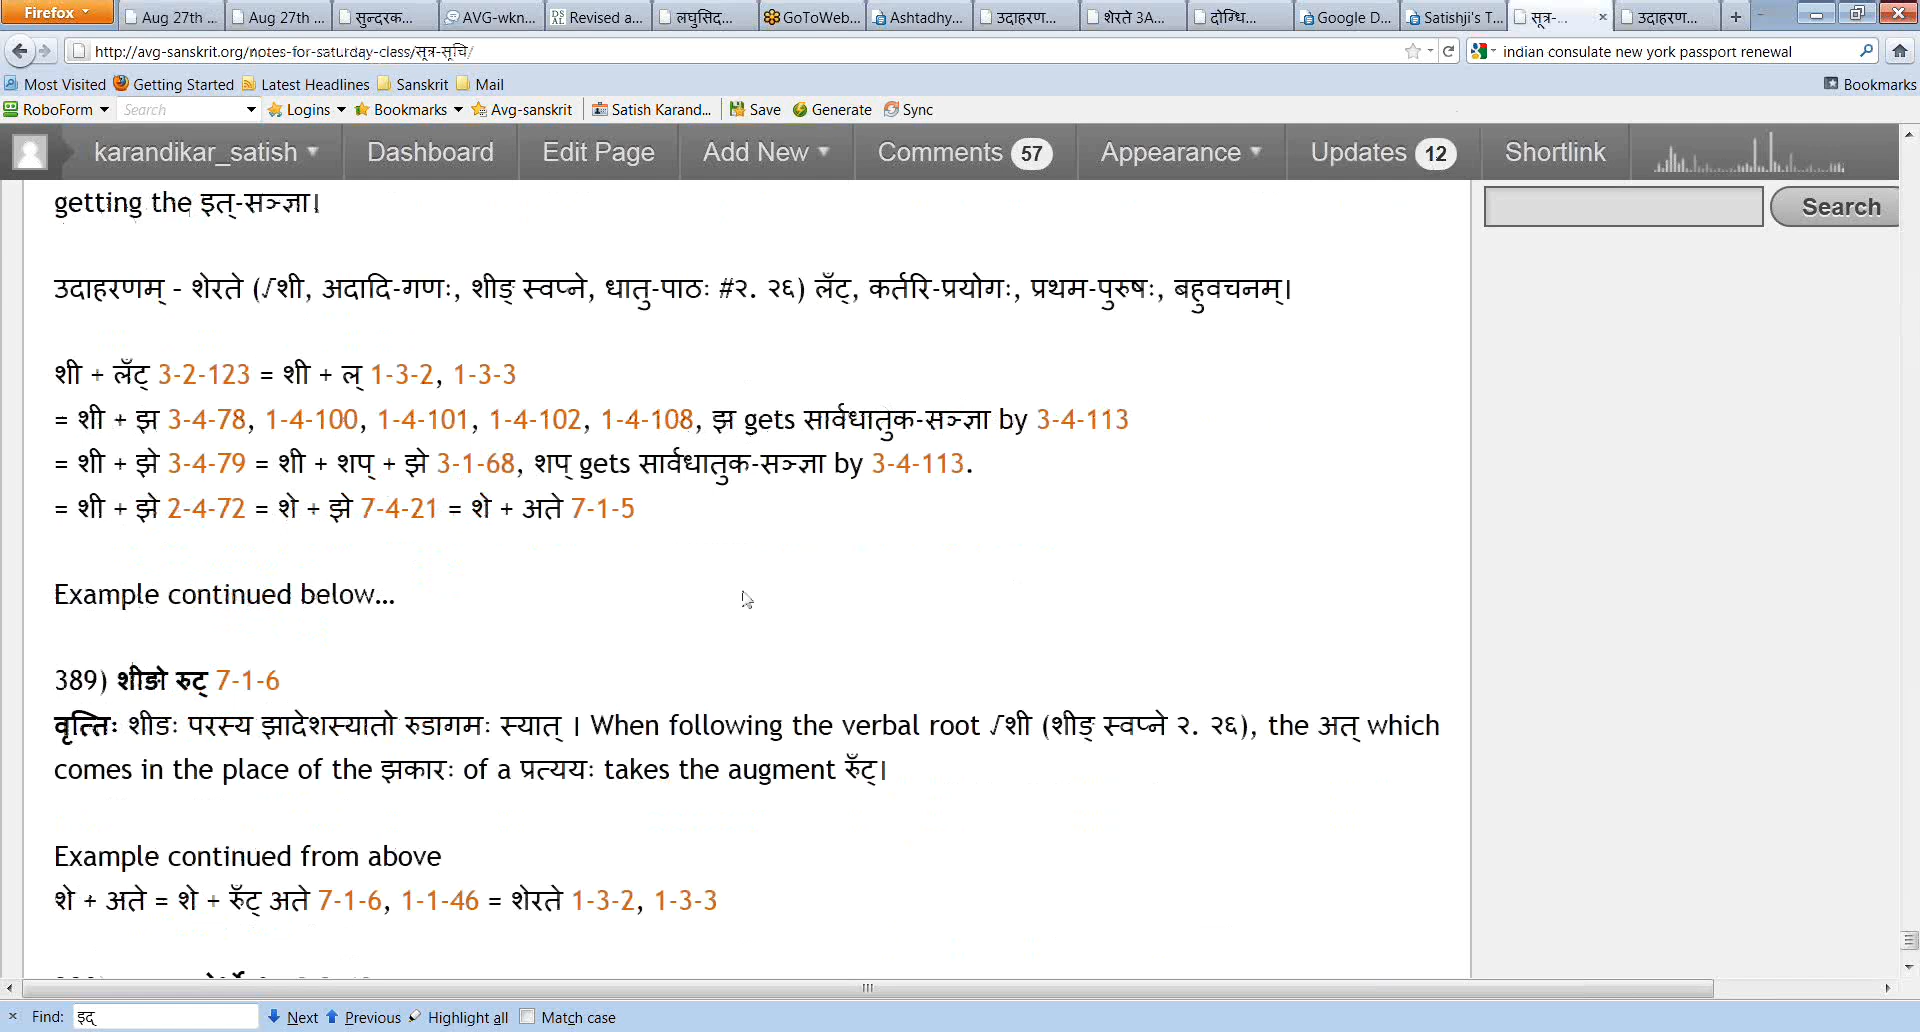 Firefox
Aug 27th ... Aug 27th ... सुन्दरक... AVG-wkn... Revised a... लघुसिद्... GoToWeb... Ashtadhy... उदाहरण... शेरते 3A... दोग्धि... Google D... Satishji's T... सूत्र-... उदाहरण...
http://avg-sanskrit.org/notes-for-saturday-class/सूत्र-सूचि/
indian consulate new york passport renewal
Most Visited Getting Started Latest Headlines Sanskrit Mail Bookmarks
RoboForm Search Logins Bookmarks Avg-sanskrit Satish Karand... Save Generate Sync
karandikar_satish Dashboard Edit Page Add New Comments 57 Appearance Updates 12 Shortlink
Search
getting the इत्-सञ्ज्ञा।
उदाहरणम् - शेरते (√शी, अदादि-गणः, शीङ् स्वप्ने, धातु-पाठः #२. २६) लँट्, कर्तरि-प्रयोगः, प्रथम-पुरुषः, बहुवचनम्।
शी + लँट् 3-2-123 = शी + ल् 1-3-2, 1-3-3
= शी + झ 3-4-78, 1-4-100, 1-4-101, 1-4-102, 1-4-108, झ gets सार्वधातुक-सञ्ज्ञा by 3-4-113
= शी + झे 3-4-79 = शी + शप् + झे 3-1-68, शप् gets सार्वधातुक-सञ्ज्ञा by 3-4-113.
= शी + झे 2-4-72 = शे + झे 7-4-21 = शे + अते 7-1-5
Example continued below...
389) शीङो रुट् 7-1-6
वृत्तिः शीडः परस्य झादेशस्यातो रुडागमः स्यात् । When following the verbal root √शी (शीङ् स्वप्ने २. २६), the अत् which
comes in the place of the झकारः of a प्रत्ययः takes the augment रुँट्।
Example continued from above
शे + अते = शे + रुँट् अते 7-1-6, 1-1-46 = शेरते 1-3-2, 1-3-3
Find: इद् Next Previous Highlight all Match case